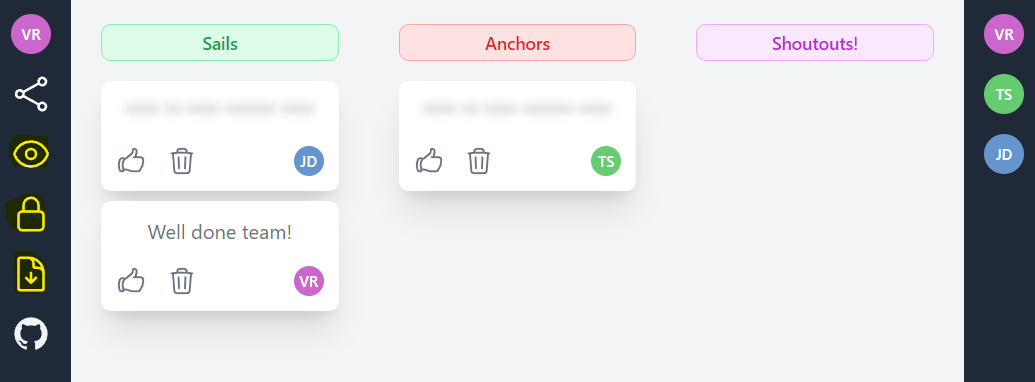 VR
Sails
Anchors
Shoutouts!
VR
TS
JD
JD
TS
Well done team!
VR